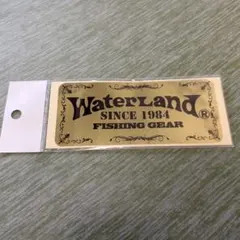 WaterLand®
SINCE 1984
FISHING GEAR